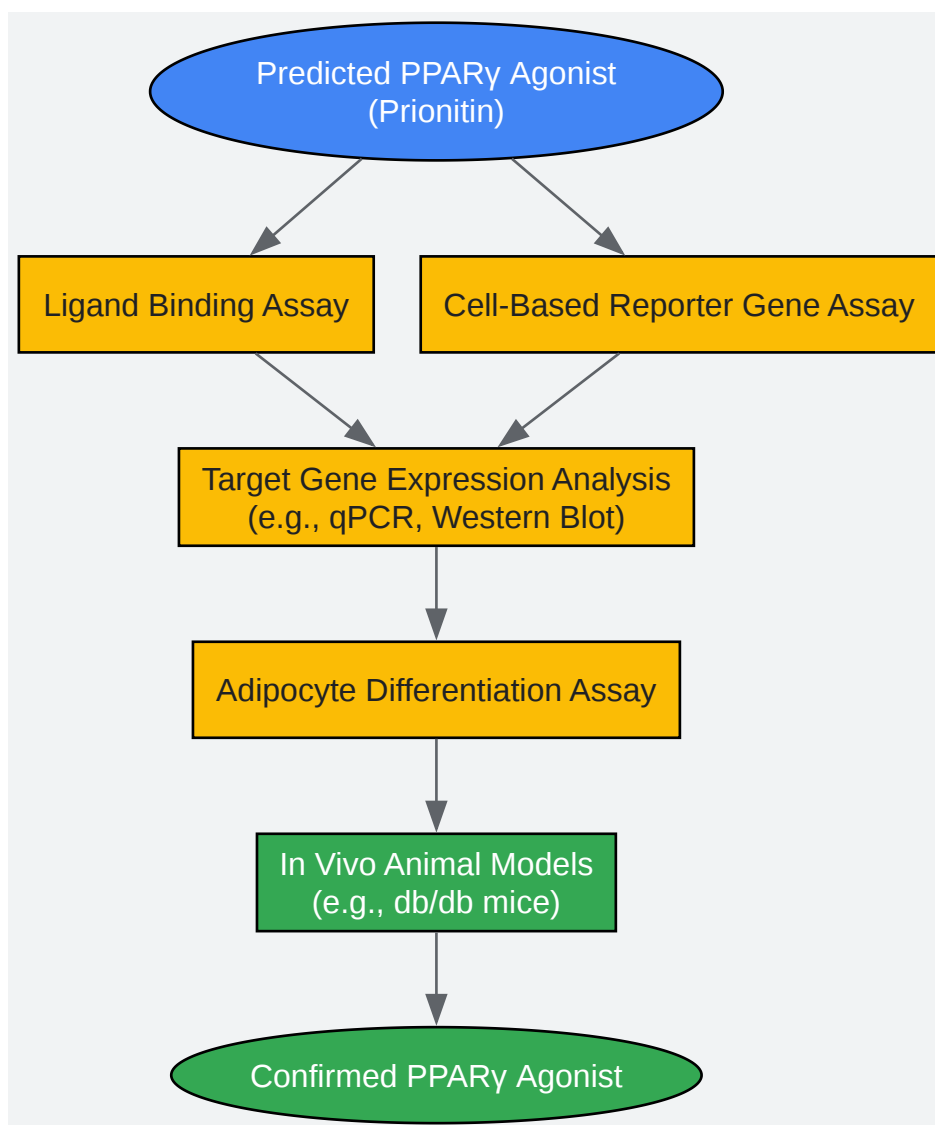 Predicted PPARγ Agonist
(Prionitin)
Ligand Binding Assay
Cell-Based Reporter Gene Assay
Target Gene Expression Analysis
(e.g., qPCR, Western Blot)
Adipocyte Differentiation Assay
In Vivo Animal Models
(e.g., db/db mice)
Confirmed PPARγ Agonist